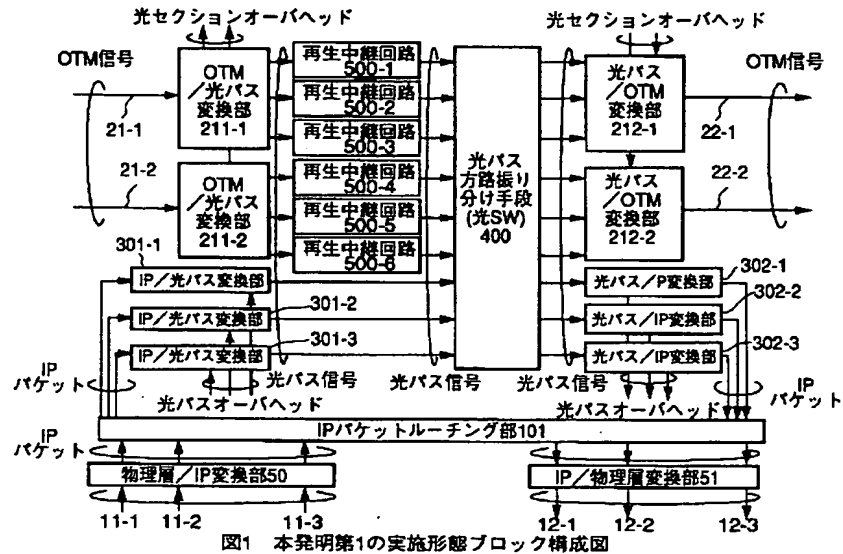 光セクションオーバヘッド
光セクションオーバヘッド
OTM信号
OTM信号
OTM
／光パス
変換部
211-1
再生中継回路
500-1
再生中継回路
500-2
再生中継回路
500-3
再生中継回路
500-4
再生中継回路
500-5
再生中継回路
500-6
光パス
方路振り
分け手段
(光SW)
400
光パス
／OTM
変換部
212-1
21-1
22-1
21-2
22-2
OTM
／光パス
変換部
211-2
光パス
／OTM
変換部
212-2
301-1
IP／光パス変換部
301-2
IP／光パス変換部
301-3
IP／光パス変換部
302-1
光パス／P変換部
302-2
光パス／IP変換部
302-3
光パス／IP変換部
IP
パケット
光パス信号
光パス信号
光パス信号
IP
パケット
光パスオーバヘッド
光パスオーバヘッド
IPパケットルーチング部101
IP
パケット
物理層／IP変換部50
IP／物理層変換部51
11-1
11-2
11-3
12-1
12-2
12-3
図1 本発明第1の実施形態ブロック構成図